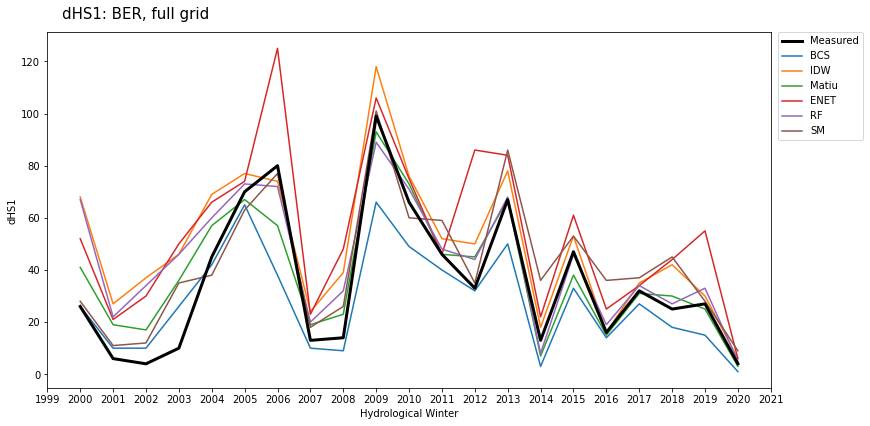 dHS1: BER, full grid
Measured
BCS
IDW
Matiu
ENET
RF
SM
120
100
80
60
40
20
0
dHS1
1999 2000 2001 2002 2003 2004 2005 2006 2007 2008 2009 2010 2011 2012 2013 2014 2015 2016 2017 2018 2019 2020 2021
Hydrological Winter